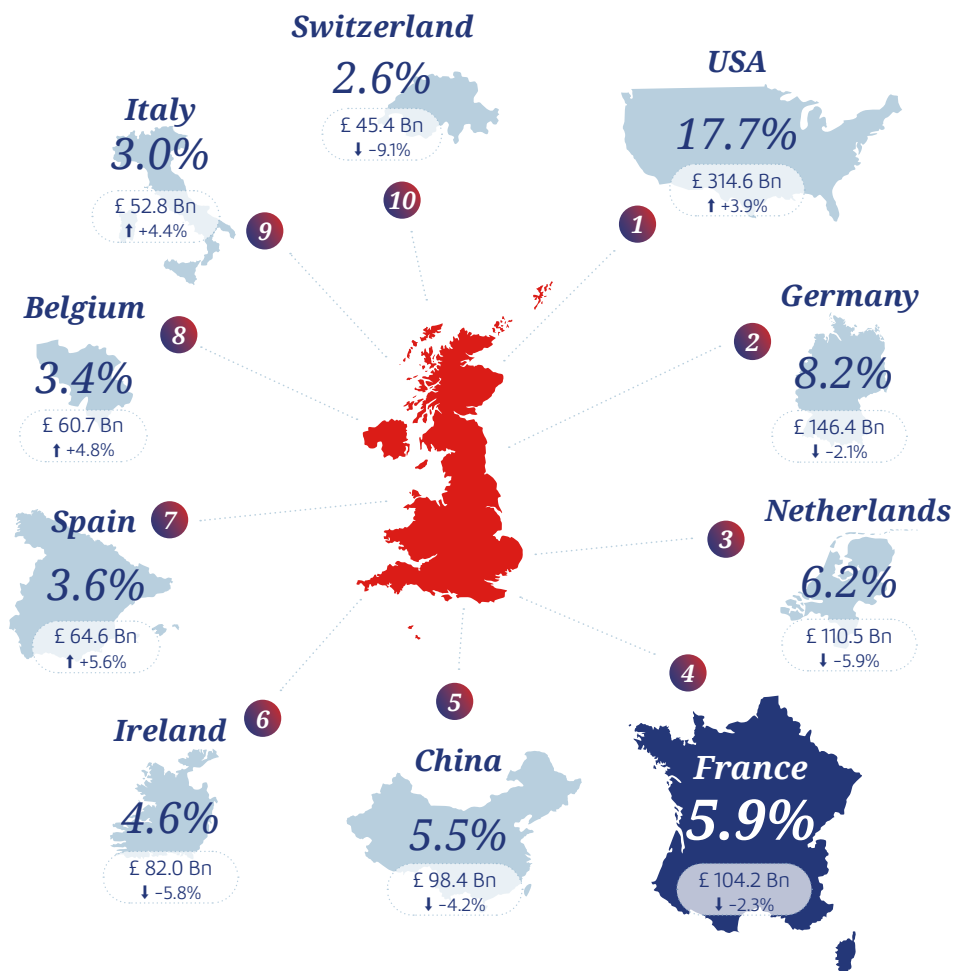 USA
17.7%
£ 314.6 Bn
⬆ +3.9%
1
Germany
8.2%
£ 146.4 Bn
⬇ −2.1%
2
Netherlands
6.2%
£ 110.5 Bn
⬇ −5.9%
3
France
5.9%
£ 104.2 Bn
⬇ −2.3%
4
China
5.5%
£ 98.4 Bn
⬇ −4.2%
5
Ireland
4.6%
£ 82.0 Bn
⬇ −5.8%
6
Spain
3.6%
£ 64.6 Bn
⬆ +5.6%
7
Belgium
3.4%
£ 60.7 Bn
⬆ +4.8%
8
Italy
3.0%
£ 52.8 Bn
⬆ +4.4%
9
Switzerland
2.6%
£ 45.4 Bn
⬇ −9.1%
10